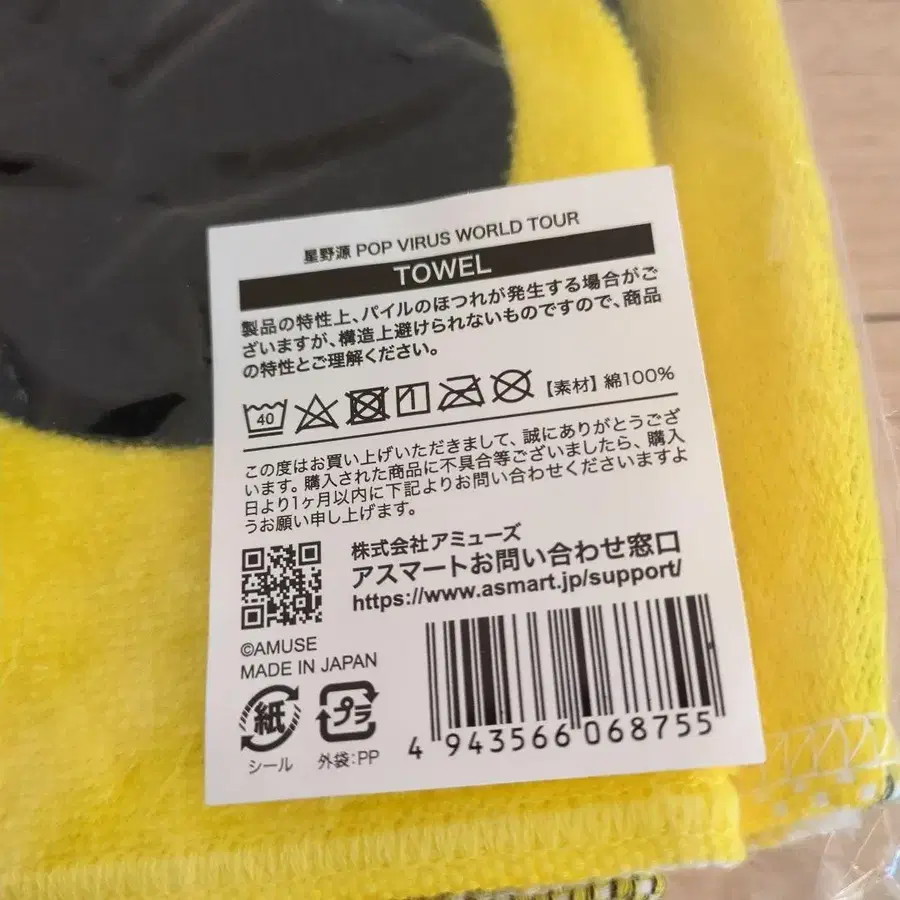 星野源 POP VIRUS WORLD TOUR
TOWEL
製品の特性上、パイルのほつれが発生する場合がご
ざいますが、構造上避けられないものですので、商品
の特性とご理解ください。
40
【素材】綿100%
この度はお買い上げいただきまして、誠にありがとうござ
います。購入された商品に不具合等ございましたら、購入
日より1ヶ月以内に下記よりお問い合わせくださいますよ
うお願い申し上げます。
株式会社アミューズ
アスマートお問い合わせ窓口
https://www.asmart.jp/support/
©AMUSE
MADE IN JAPAN
紙
プラ
シール
外袋:PP
4 943566 068755